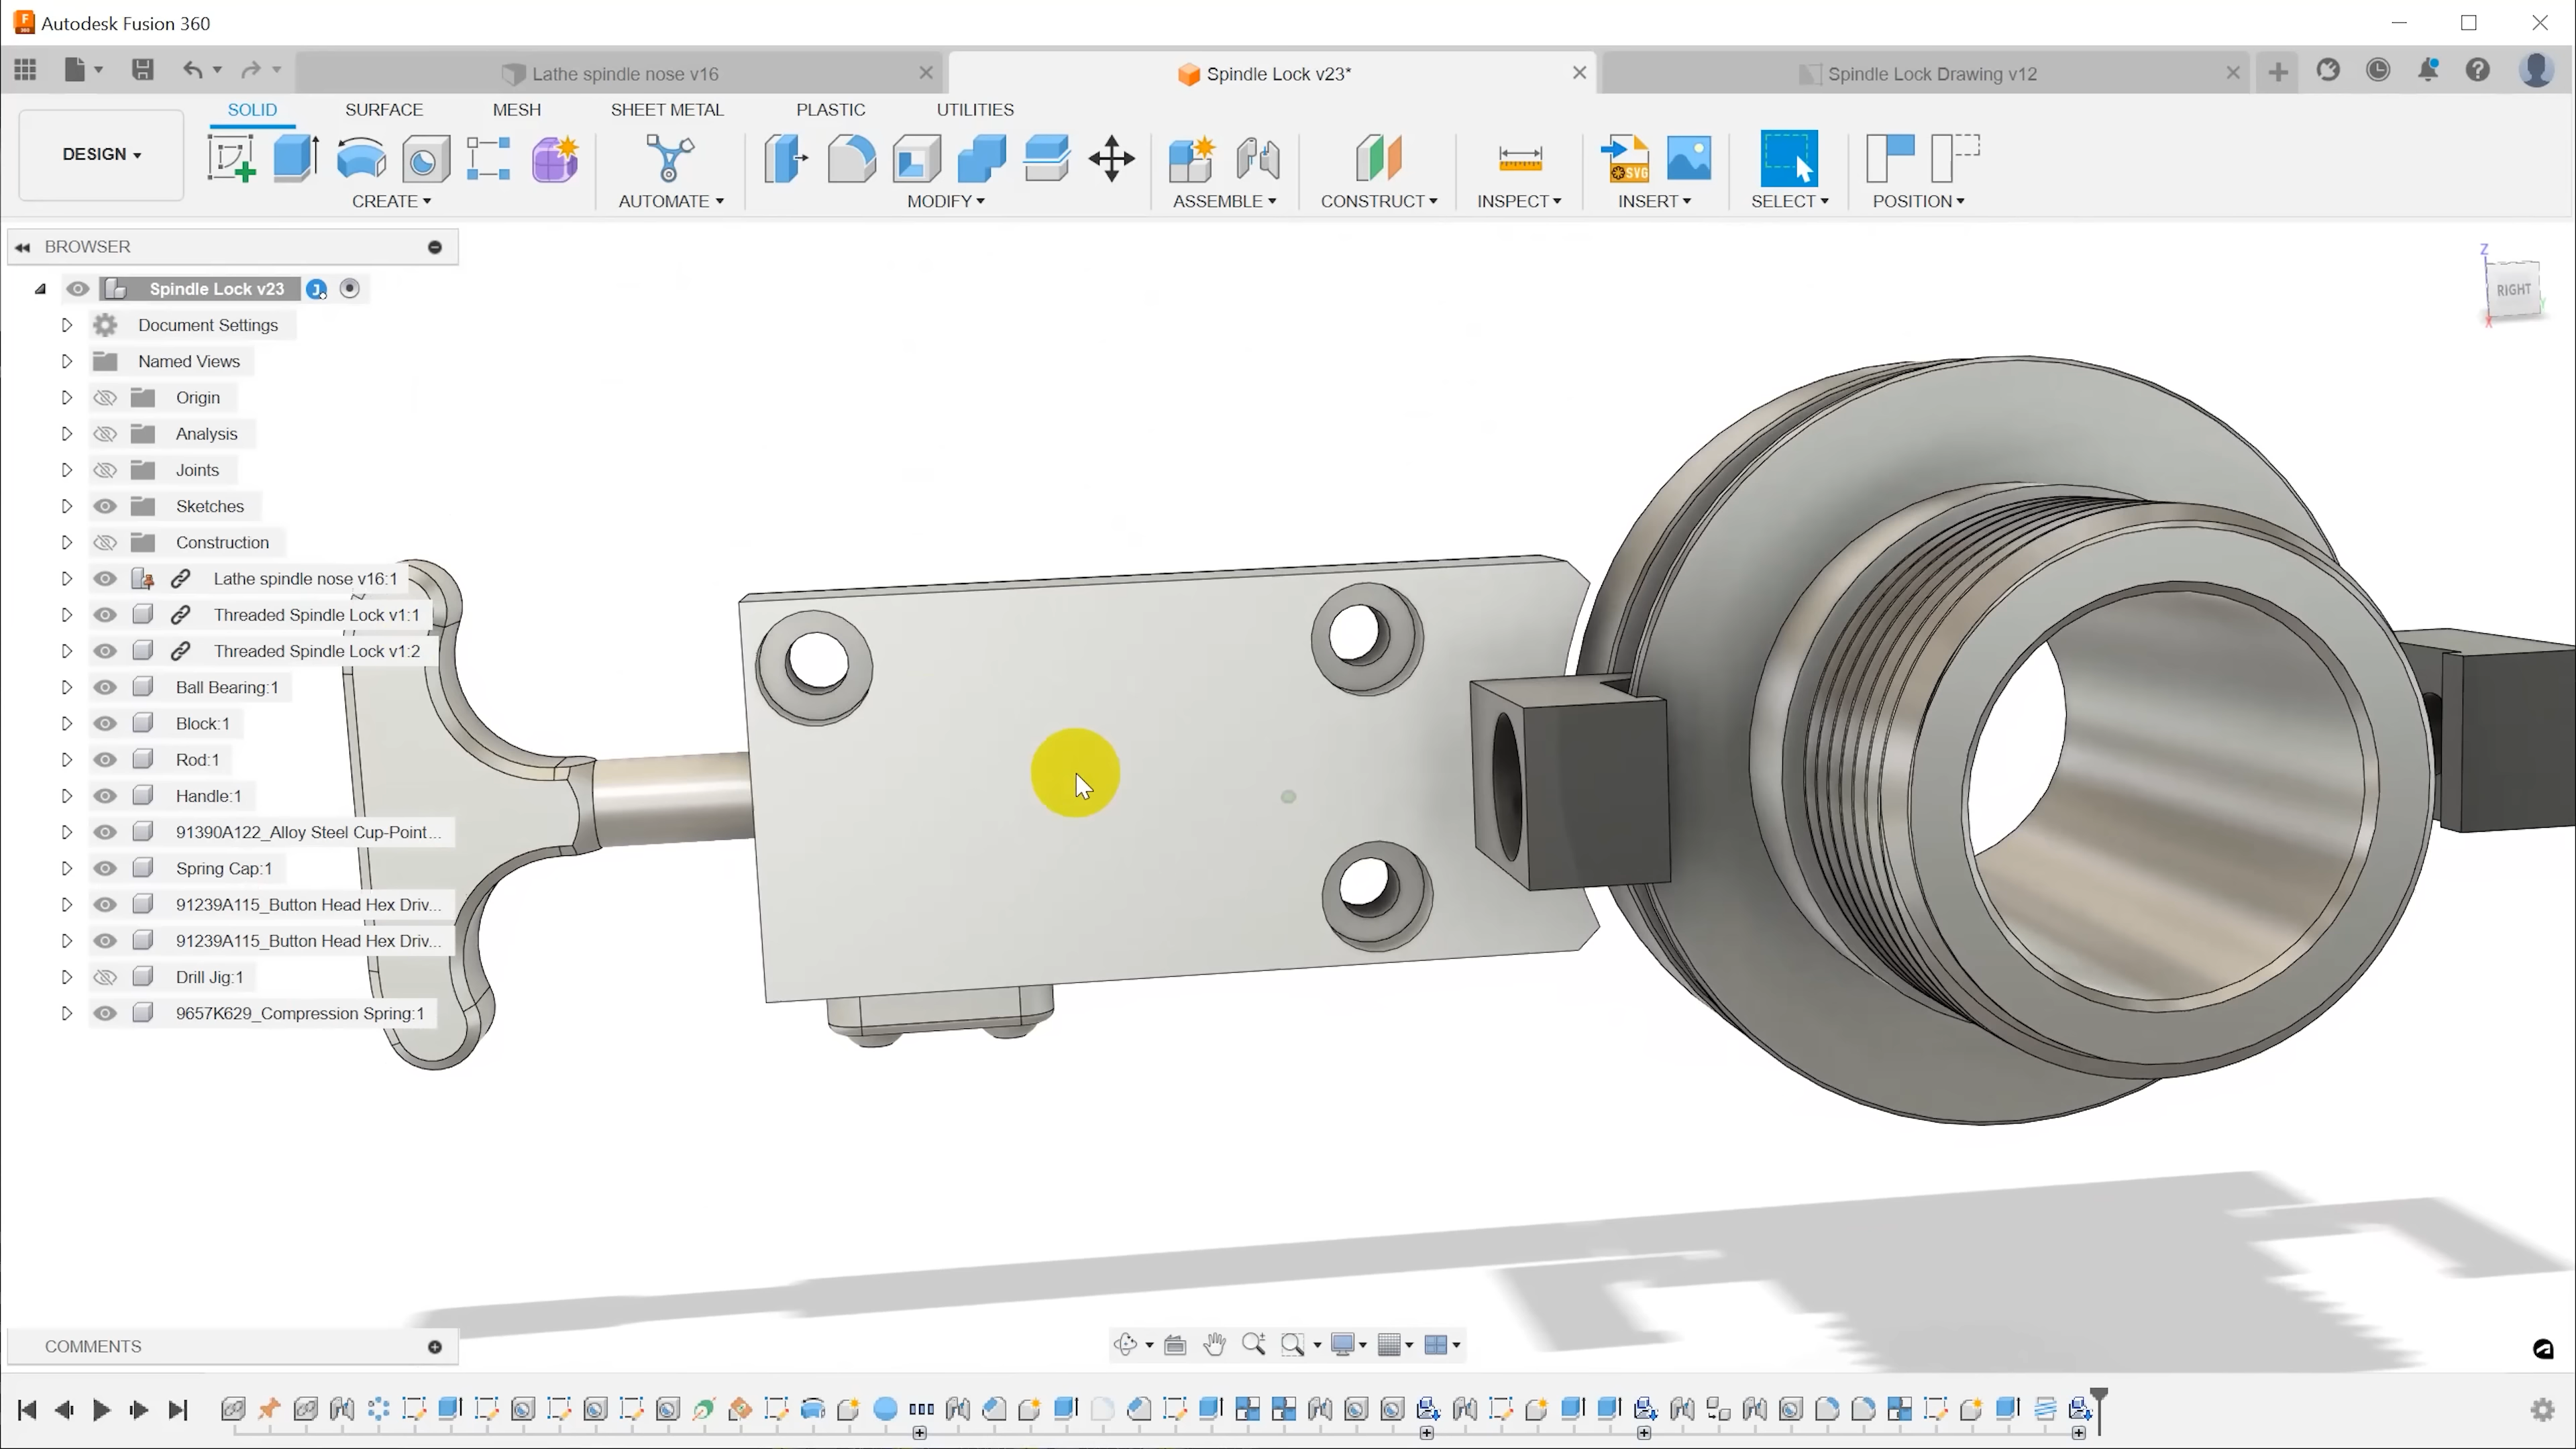 Autodesk Fusion 360
Lathe spindle nose v16
Spindle Lock v23*
Spindle Lock Drawing v12
SOLID SURFACE MESH SHEET METAL PLASTIC UTILITIES
DESIGN
CREATE AUTOMATE MODIFY ASSEMBLE CONSTRUCT INSPECT INSERT SELECT POSITION
SVG
BROWSER
Spindle Lock v23
Document Settings
Named Views
Origin
Analysis
Joints
Sketches
Construction
Lathe spindle nose v16:1
Threaded Spindle Lock v1:1
Threaded Spindle Lock v1:2
Ball Bearing:1
Block:1
Rod:1
Handle:1
91390A122_Alloy Steel Cup-Point...
Spring Cap:1
91239A115_Button Head Hex Driv...
91239A115_Button Head Hex Driv...
Drill Jig:1
9657K629_Compression Spring:1
Z
RIGHT
X
COMMENTS